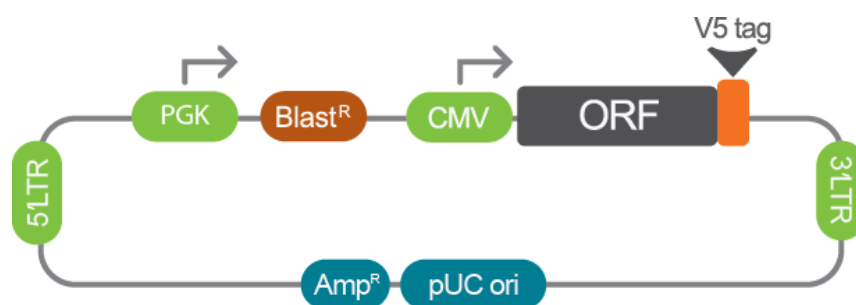 V5 tag
PGK
Blastᴿ
CMV
ORF
5'LTR
3'LTR
Ampᴿ
pUC ori